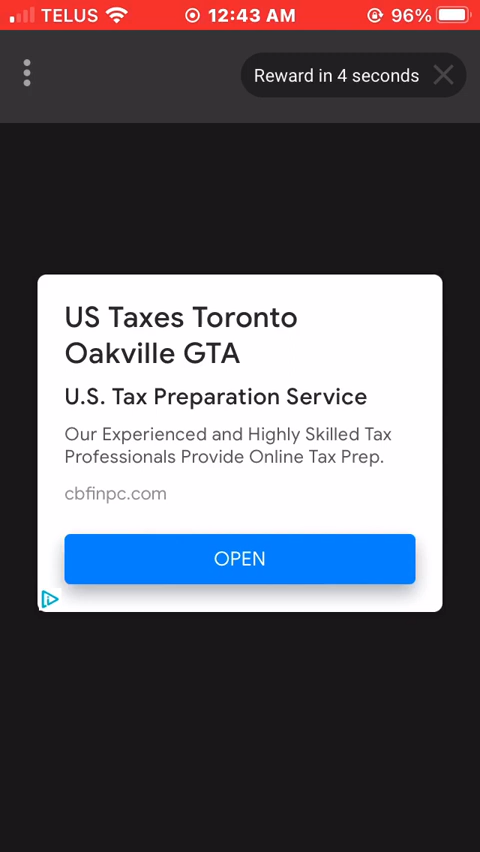 TELUS 12:43 AM 96%
Reward in 4 seconds
US Taxes Toronto
Oakville GTA
U.S. Tax Preparation Service
Our Experienced and Highly Skilled Tax
Professionals Provide Online Tax Prep.
cbfinpc.com
OPEN